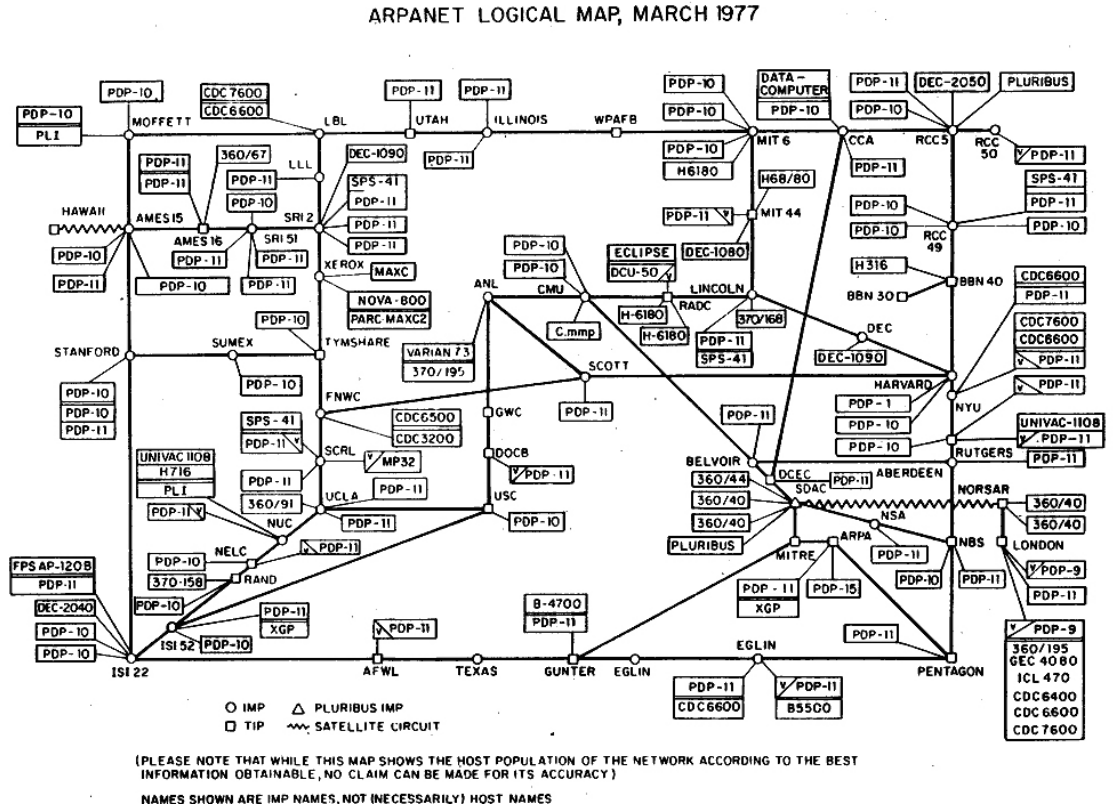 ARPANET LOGICAL MAP, MARCH 1977
PDP-10
PLI
PDP-10
MOFFETT
CDC 7600
CDC 6600
LBL
PDP-11
UTAH
PDP-11
ILLINOIS
PDP-11
WPAFB
PDP-10
PDP-10
PDP-10
H6180
MIT 6
DATA-
COMPUTER
PDP-10
CCA
PDP-11
PDP-11
PDP-10
DEC-2050
PLURIBUS
RCC 5
RCC
50
V PDP-11
LLL
PDP-11
PDP-11
PDP-11
360/67
HAWAII
AMES 15
AMES 16
PDP-10
PDP-11
PDP-10
PDP-10
SRI 51
PDP-11
PDP-11
SRI 2
DEC-1090
SPS-41
PDP-11
PDP-11
PDP-11
H68/80
PDP-11 V
MIT 44
DEC-1080
SPS-41
PDP-11
PDP-10
PDP-10
PDP-10
RCC
49
XEROX
MAXC
NOVA-800
PARC-MAXC2
ANL
PDP-10
PDP-10
CMU
C.mmp
ECLIPSE
DCU-50 V
RADC
H-6180
H-6180
LINCOLN
370/168
PDP-11
SPS-41
H316
BBN 40
BBN 30
DEC
DEC-1090
CDC6600
PDP-11
CDC7600
CDC6600
V PDP-11
V PDP-11
STANFORD
PDP-10
PDP-10
PDP-11
SUMEX
PDP-10
PDP-10
TYMSHARE
VARIAN 73
370/195
SCOTT
PDP-11
HARVARD
PDP-1
PDP-10
PDP-10
NYU
FNWC
CDC6500
CDC3200
GWC
UNIVAC-1108
V PDP-11
RUTGERS
PDP-11
SPS-41
PDP-11 V
SCRL
V MP32
PDP-11
DOCB
V PDP-11
PDP-11
BELVOIR
DCEC
PDP-11
ABERDEEN
UNIVAC 1108
H716
PLI
PDP-11 V
NUC
360/91
UCLA
PDP-11
PDP-11
USC
PDP-10
360/44
360/40
360/40
PLURIBUS
SDAC
NORSAR
360/40
360/40
NSA
PDP-11
NBS
PDP-10
PDP-11
LONDON
V PDP-9
PDP-11
V PDP-9
360/195
GEC 4080
ICL 470
CDC6400
CDC6600
CDC7600
NELC
PDP-10
V PDP-11
370-158
RAND
PDP-10
MITRE
ARPA
PDP-11
XGP
PDP-15
FPS AP-120B
PDP-11
DEC-2040
PDP-10
PDP-10
ISI 22
ISI 52
PDP-11
XGP
PDP-10
V PDP-11
AFWL
TEXAS
B-4700
PDP-11
GUNTER
EGLIN
EGLIN
PDP-11
CDC6600
V PDP-11
B5500
PDP-11
PENTAGON
IMP
PLURIBUS IMP
TIP
SATELLITE CIRCUIT
(PLEASE NOTE THAT WHILE THIS MAP SHOWS THE HOST POPULATION OF THE NETWORK ACCORDING TO THE BEST
INFORMATION OBTAINABLE, NO CLAIM CAN BE MADE FOR ITS ACCURACY)
NAMES SHOWN ARE IMP NAMES, NOT (NECESSARILY) HOST NAMES